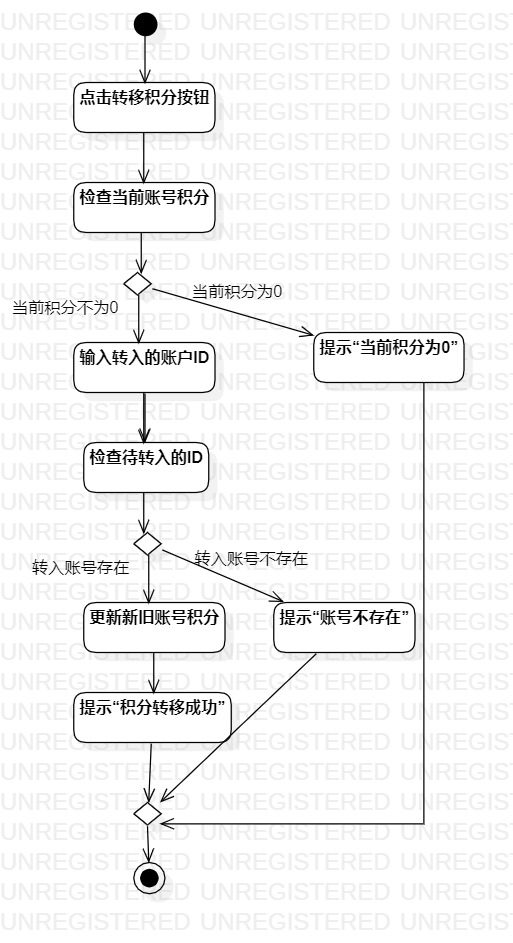 点击转移积分按钮
检查当前账号积分
当前积分为0
当前积分不为0
提示“当前积分为0”
输入转入的账户ID
检查待转入的ID
转入账号存在
转入账号不存在
更新新旧账号积分
提示“账号不存在”
提示“积分转移成功”
UNREGISTERED